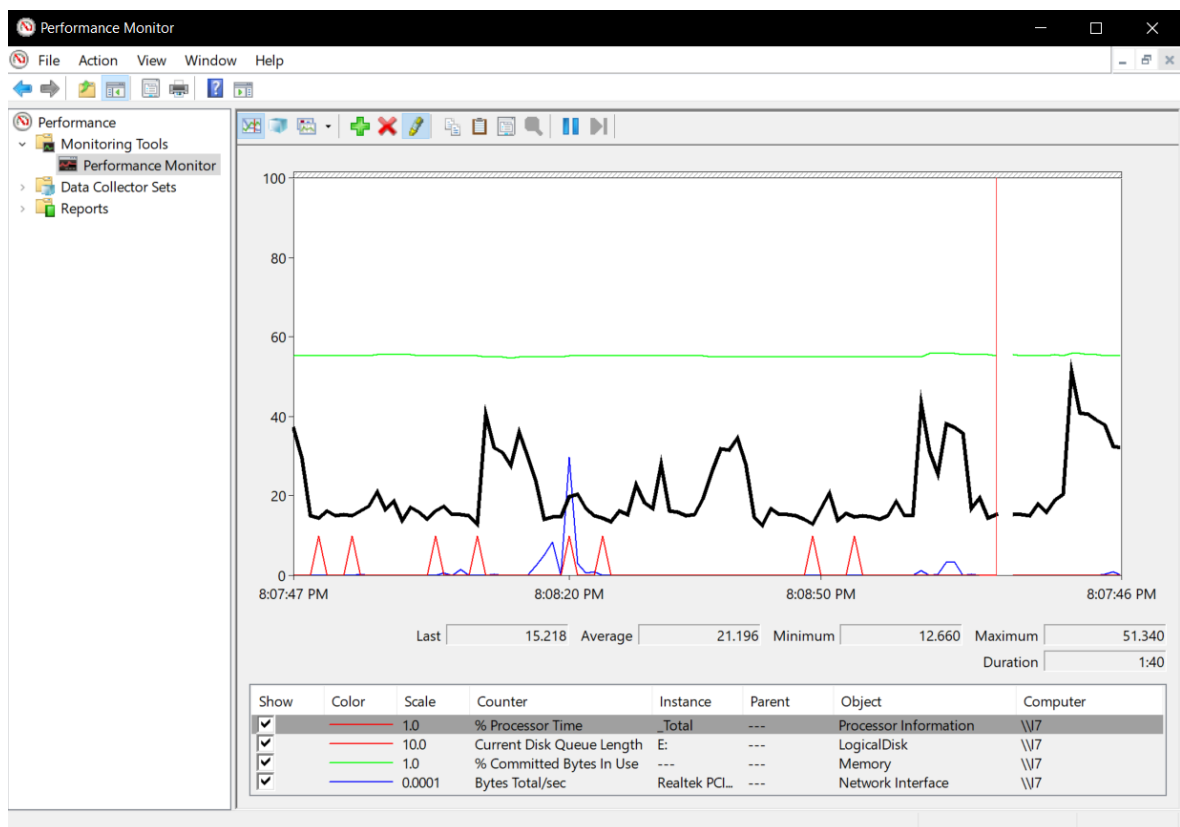 Performance Monitor
File Action View Window Help
Performance
Monitoring Tools
Performance Monitor
Data Collector Sets
Reports
100
80
60
40
20
0
8:07:47 PM 8:08:20 PM 8:08:50 PM 8:07:46 PM
Last 15.218 Average 21.196 Minimum 12.660 Maximum 51.340
Duration 1:40
Show Color Scale Counter Instance Parent Object Computer
1.0 % Processor Time _Total --- Processor Information \\I7
10.0 Current Disk Queue Length E: --- LogicalDisk \\I7
1.0 % Committed Bytes In Use --- --- Memory \\I7
0.0001 Bytes Total/sec Realtek PCI... --- Network Interface \\I7